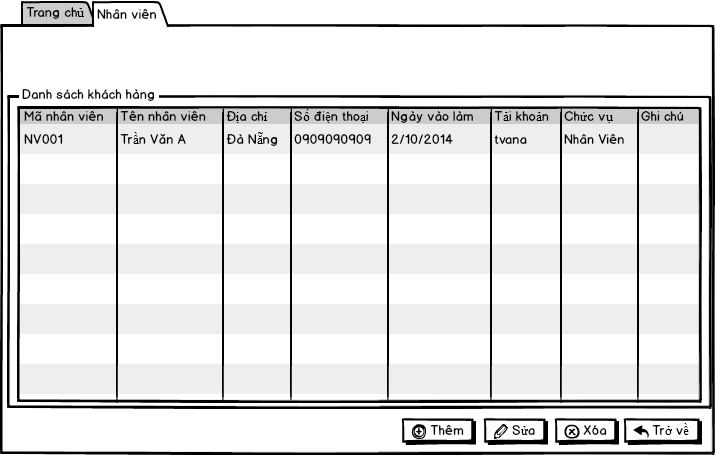 Trang chủ Nhân viên
Danh sách khách hàng
Mã nhân viên Tên nhân viên Địa chỉ Số điện thoại Ngày vào làm Tài khoản Chức vụ Ghi chú
NV001 Trần Văn A Đà Nẵng 0909090909 2/10/2014 tvana Nhân Viên
Thêm Sửa Xóa Trở về